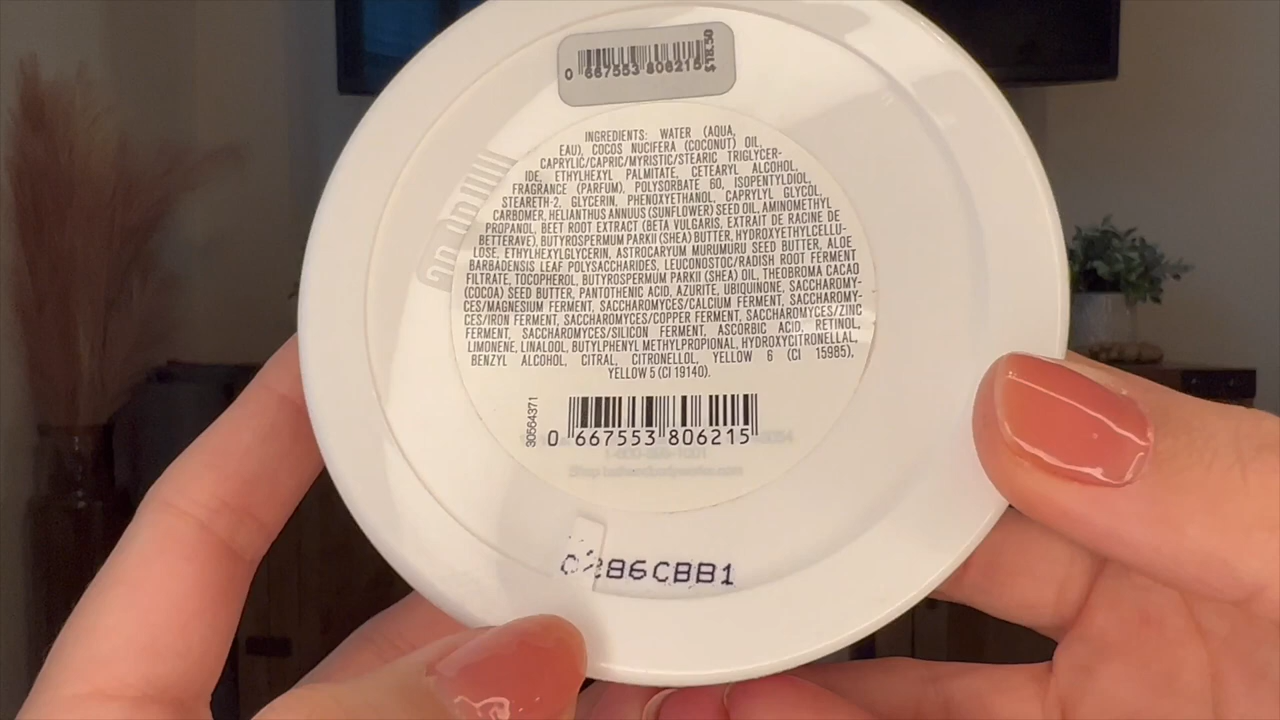 0 667553 806215
$18.50
INGREDIENTS: WATER (AQUA,
EAU), COCOS NUCIFERA (COCONUT) OIL,
CAPRYLIC/CAPRIC/MYRISTIC/STEARIC TRIGLYCER-
IDE, ETHYLHEXYL PALMITATE, CETEARYL ALCOHOL,
FRAGRANCE (PARFUM), POLYSORBATE 60, ISOPENTYLDIOL,
STEARETH-2, GLYCERIN, PHENOXYETHANOL, CAPRYLYL GLYCOL,
CARBOMER, HELIANTHUS ANNUUS (SUNFLOWER) SEED OIL, AMINOMETHYL
PROPANOL, BEET ROOT EXTRACT (BETA VULGARIS, EXTRAIT DE RACINE DE
BETTERAVE), BUTYROSPERMUM PARKII (SHEA) BUTTER, HYDROXYETHYLCELLU-
LOSE, ETHYLHEXYLGLYCERIN, ASTROCARYUM MURUMURU SEED BUTTER, ALOE
BARBADENSIS LEAF POLYSACCHARIDES, LEUCONOSTOC/RADISH ROOT FERMENT
FILTRATE, TOCOPHEROL, BUTYROSPERMUM PARKII (SHEA) OIL, THEOBROMA CACAO
(COCOA) SEED BUTTER, PANTOTHENIC ACID, AZURITE, UBIQUINONE, SACCHAROMY-
CES/MAGNESIUM FERMENT, SACCHAROMYCES/CALCIUM FERMENT, SACCHAROMY-
CES/IRON FERMENT, SACCHAROMYCES/COPPER FERMENT, SACCHAROMYCES/ZINC
FERMENT, SACCHAROMYCES/SILICON FERMENT, ASCORBIC ACID, RETINOL,
LIMONENE, LINALOOL, BUTYLPHENYL METHYLPROPIONAL, HYDROXYCITRONELLAL,
BENZYL ALCOHOL, CITRAL, CITRONELLOL, YELLOW 6 (CI 15985),
YELLOW 5 (CI 19140).
30564371
0 667553 806215
0286CBB1